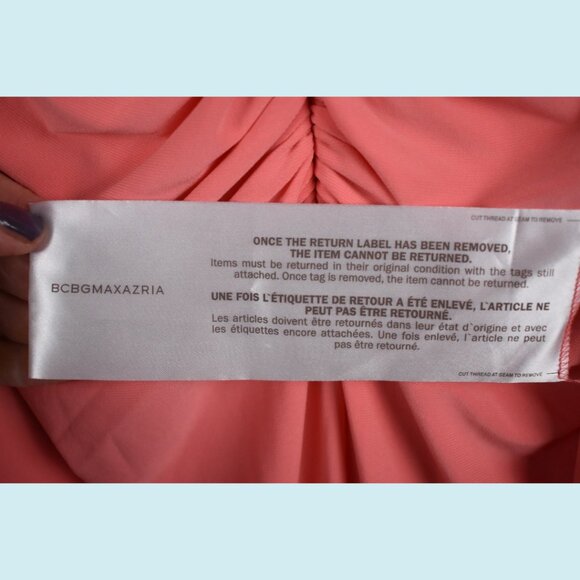 CUT THREAD AT SEAM TO REMOVE
ONCE THE RETURN LABEL HAS BEEN REMOVED,
THE ITEM CANNOT BE RETURNED.
Items must be returned in their original condition with the tags still
attached. Once tag is removed, the item cannot be returned.
BCBGMAXAZRIA
UNE FOIS L`ÉTIQUETTE DE RETOUR A ÉTÉ ENLEVÉ, L`ARTICLE NE
PEUT PAS ÊTRE RETOURNÉ.
Les articles doivent être retournés dans leur état d`origine et avec
les étiquettes encore attachées. Une fois enlevé, l`article ne peut
pas être retourné.
CUT THREAD AT SEAM TO REMOVE